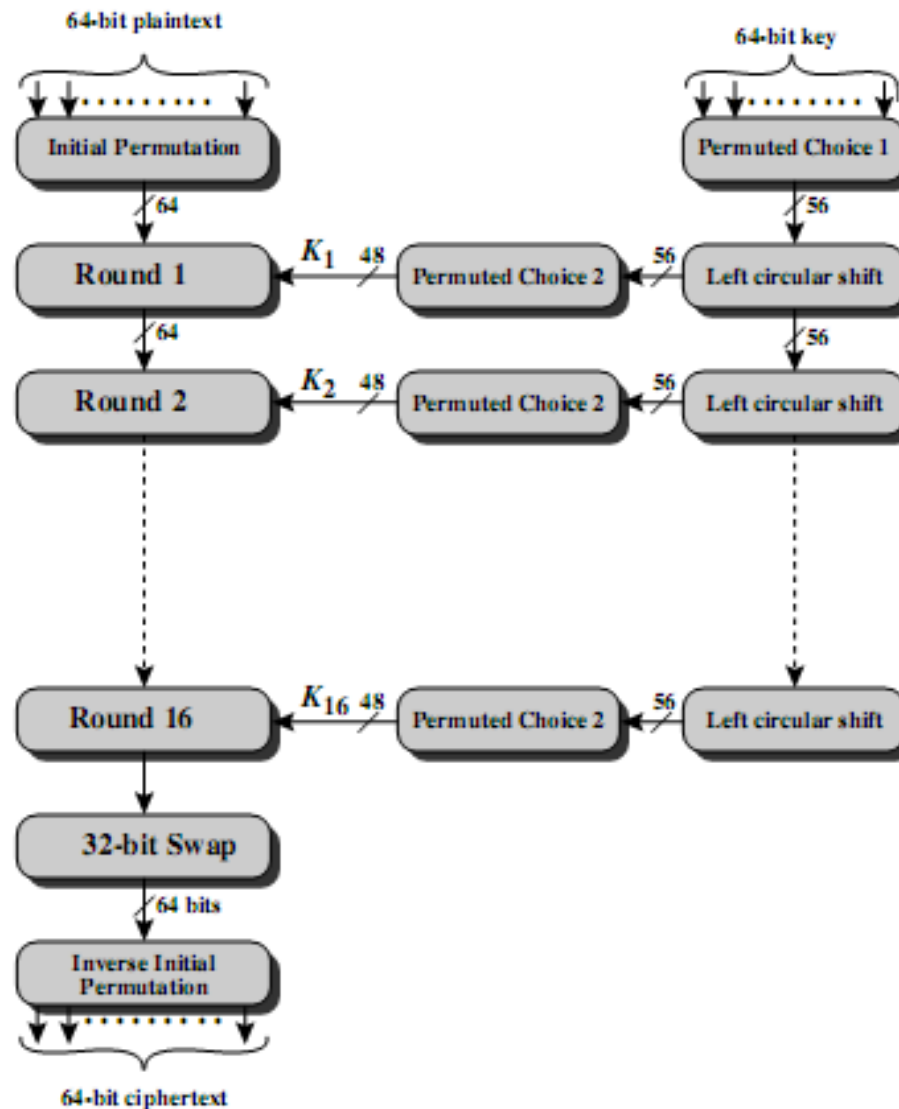 64-bit plaintext
64-bit key
Initial Permutation
Permuted Choice 1
64
56
Round 1
K1
48
Permuted Choice 2
56
Left circular shift
64
56
Round 2
K2
48
Permuted Choice 2
56
Left circular shift
Round 16
K16
48
Permuted Choice 2
56
Left circular shift
32-bit Swap
64 bits
Inverse Initial
Permutation
64-bit ciphertext